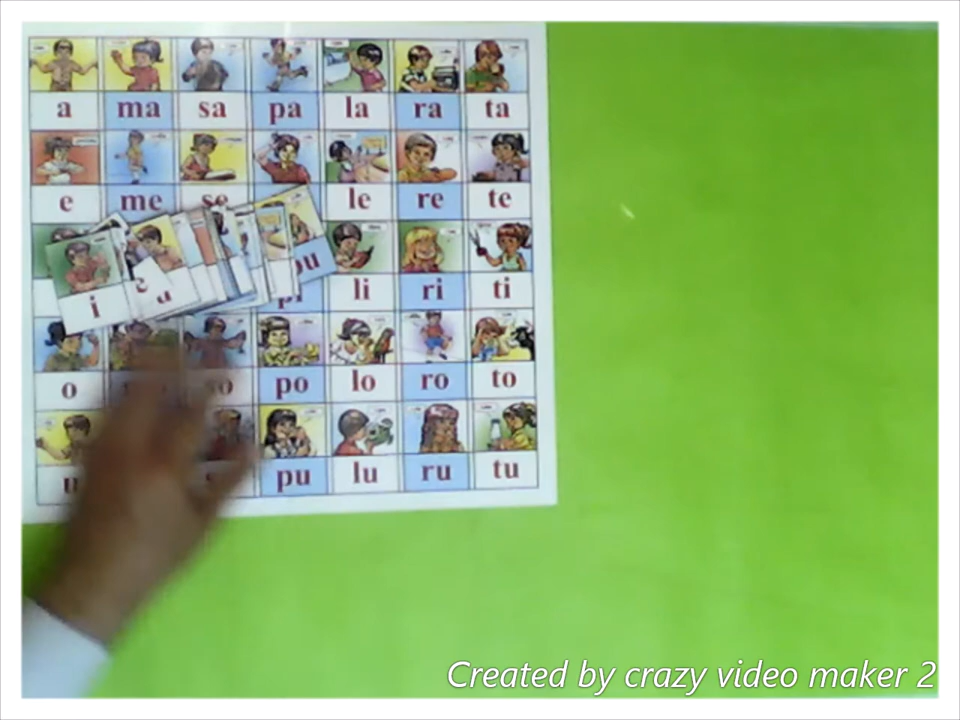 a ma sa pa la ra ta
e me se le re te
pu
li ri ti
i
o po lo ro to
pu lu ru tu
Created by crazy video maker 2